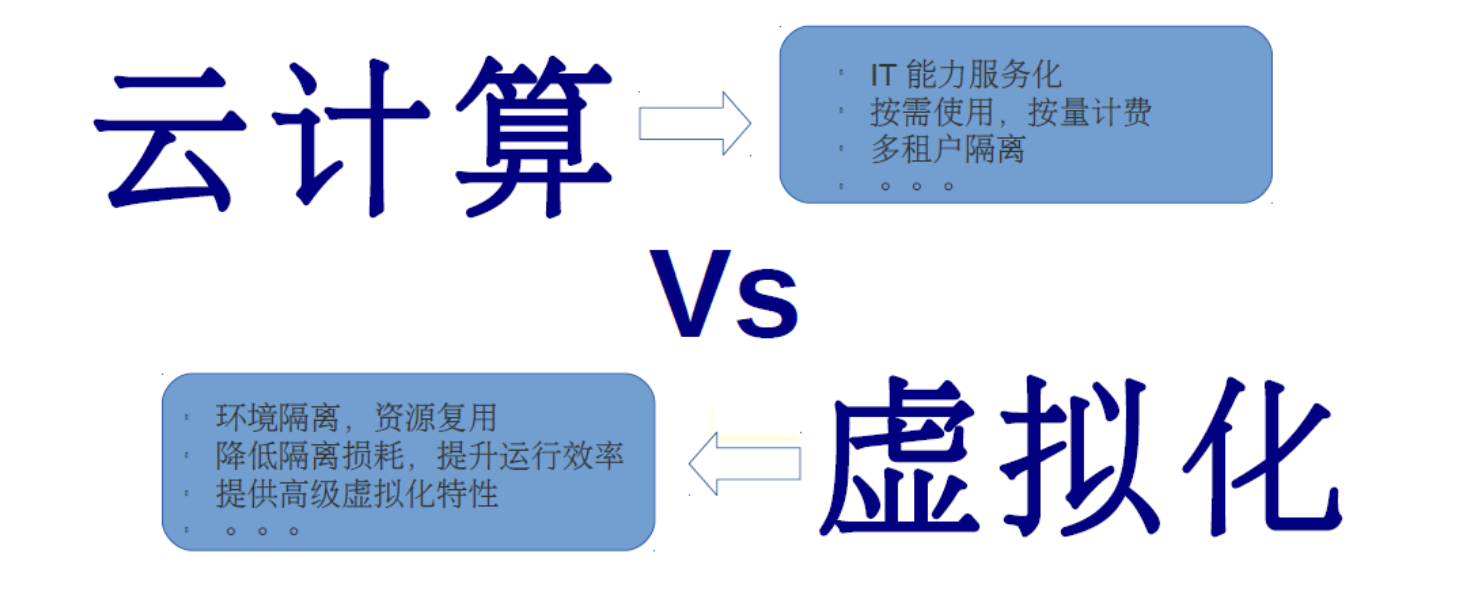 云计算
IT 能力服务化
按需使用，按量计费
多租户隔离
。。。
Vs
环境隔离，资源复用
降低隔离损耗，提升运行效率
提供高级虚拟化特性
。。。
虚拟化